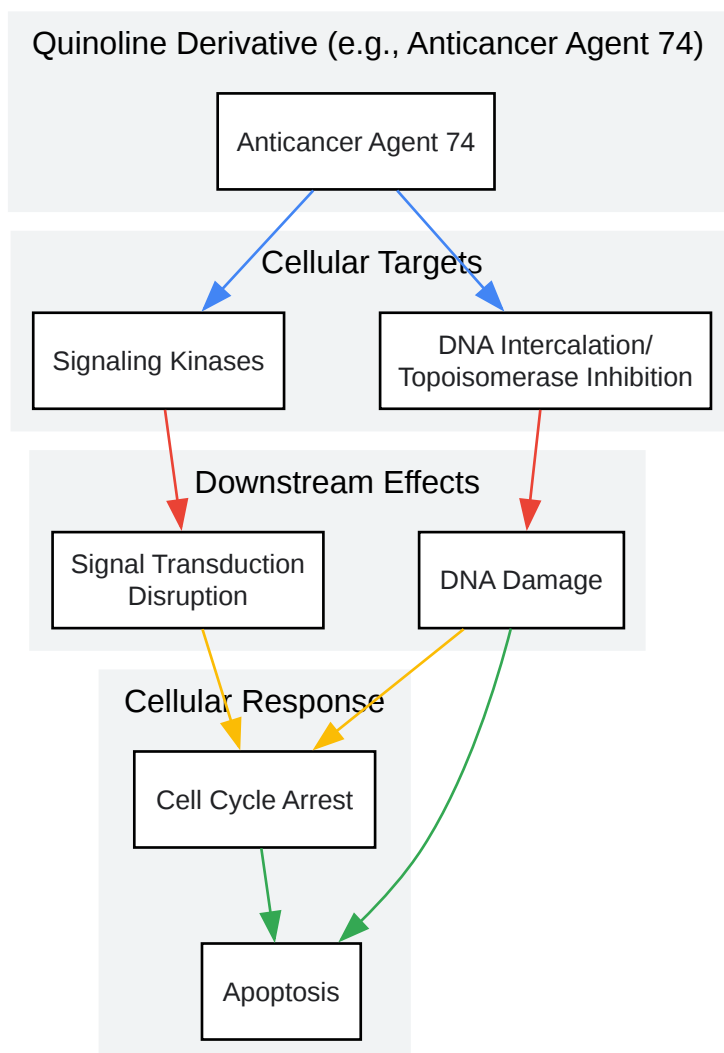 Quinoline Derivative (e.g., Anticancer Agent 74)
Anticancer Agent 74
Cellular Targets
Signaling Kinases
DNA Intercalation/
Topoisomerase Inhibition
Downstream Effects
Signal Transduction
Disruption
DNA Damage
Cellular Response
Cell Cycle Arrest
Apoptosis